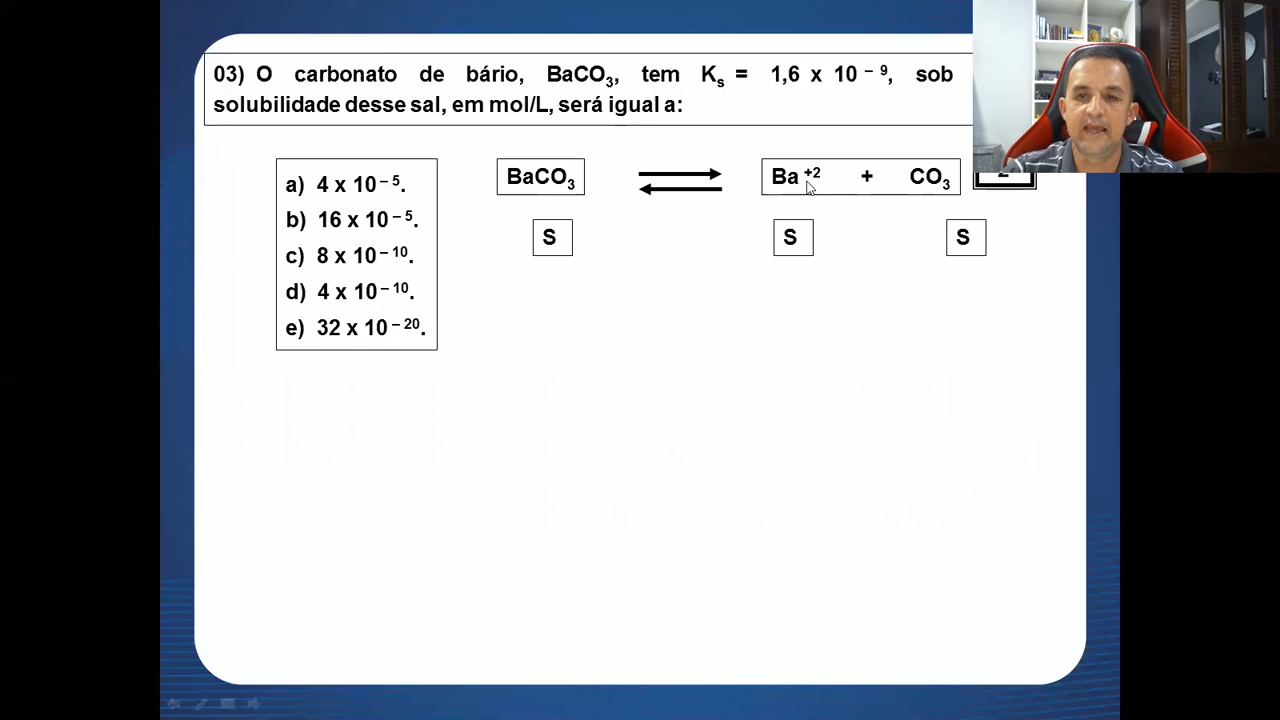 03) O carbonato de bário, BaCO₃, tem Kₛ = 1,6 x 10 ⁻ ⁹, sob
solubilidade desse sal, em mol/L, será igual a:
a) 4 x 10 ⁻ ⁵.
b) 16 x 10 ⁻ ⁵.
c) 8 x 10 ⁻ ¹⁰.
d) 4 x 10 ⁻ ¹⁰.
e) 32 x 10 ⁻ ²⁰.
BaCO₃ ⇌ Ba ⁺² + CO₃
S S S